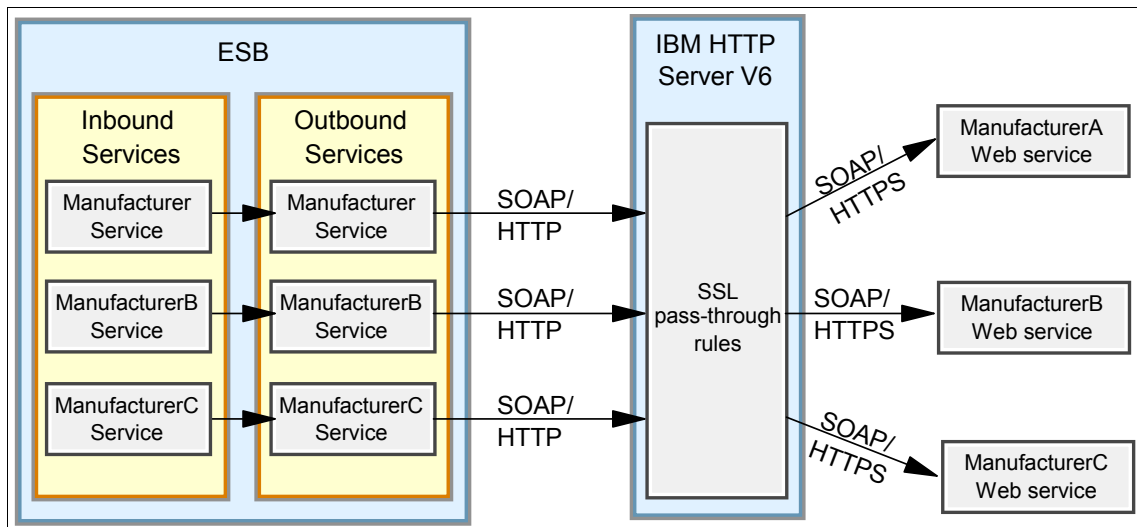 ESB
Inbound
Services
Outbound
Services
Manufacturer
Service
Manufacturer
Service
ManufacturerB
Service
ManufacturerB
Service
ManufacturerC
Service
ManufacturerC
Service
SOAP/
HTTP
SOAP/
HTTP
SOAP/
HTTP
IBM HTTP
Server V6
SSL
pass-through
rules
SOAP/
HTTPS
SOAP/
HTTPS
SOAP/
HTTPS
ManufacturerA
Web service
ManufacturerB
Web service
ManufacturerC
Web service